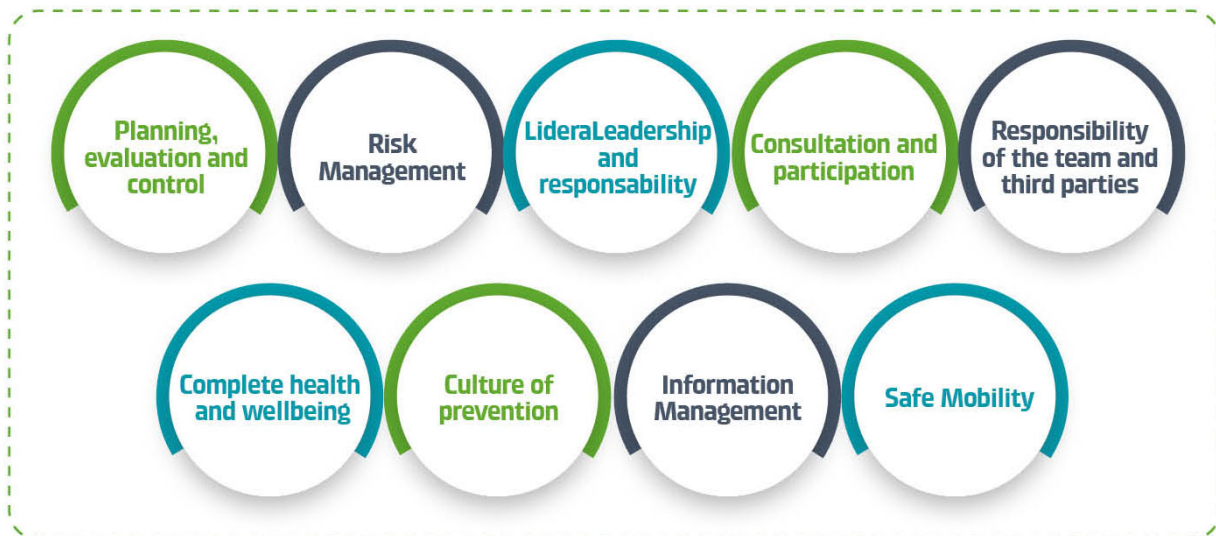 Planning,
evaluation and
control
Risk
Management
LideraLeadership
and
responsability
Consultation and
participation
Responsibility
of the team and
third parties
Complete health
and wellbeing
Culture of
prevention
Information
Management
Safe Mobility